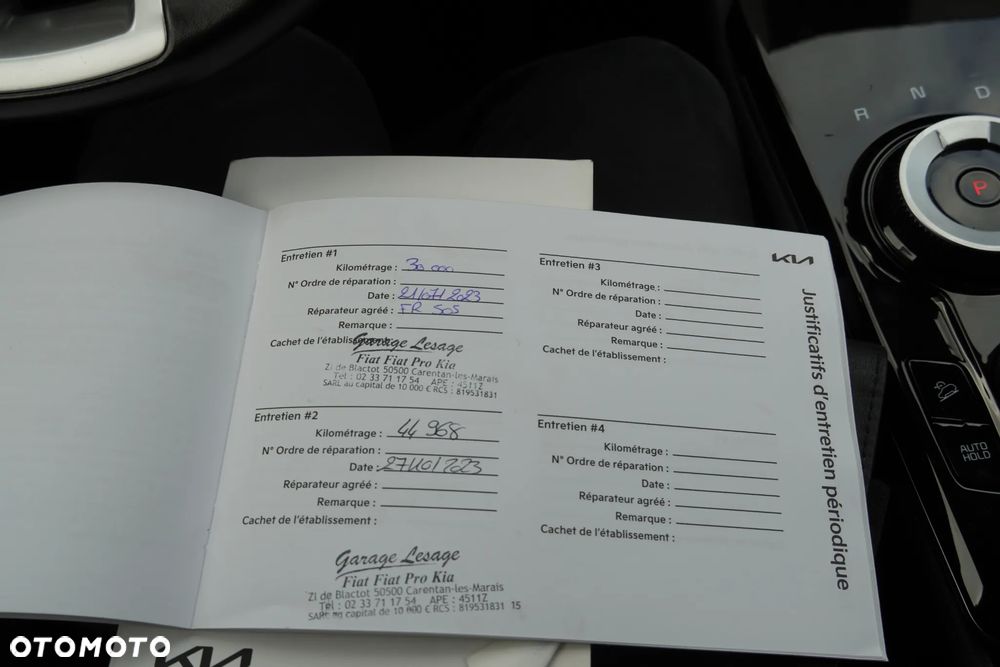 R N D
P
KIA
Justificatifs d'entretien périodique
Entretien #1
Kilométrage : 30 000
N° Ordre de réparation :
Date : 21/07/2023
Réparateur agréé : FR 505
Remarque :
Cachet de l'établissement :
Garage Lesage
Fiat Fiat Pro Kia
Zi de Blactot 50500 Carentan-les-Marais
Tél : 02 33 71 17 54 APE : 4511Z
SARL au capital de 10 000 € RCS : 819531831
Entretien #2
Kilométrage : 44 968
N° Ordre de réparation :
Date : 27/10/2023
Réparateur agréé :
Remarque :
Cachet de l'établissement :
Garage Lesage
Fiat Fiat Pro Kia
Zi de Blactot 50500 Carentan-les-Marais
Tél : 02 33 71 17 54 APE : 4511Z
SARL au capital de 10 000 € RCS : 819531831 15
Entretien #3
Kilométrage :
N° Ordre de réparation :
Date :
Réparateur agréé :
Remarque :
Cachet de l'établissement :
Entretien #4
Kilométrage :
N° Ordre de réparation :
Date :
Réparateur agréé :
Remarque :
Cachet de l'établissement :
AUTO
HOLD
OTOMOTO
KIA